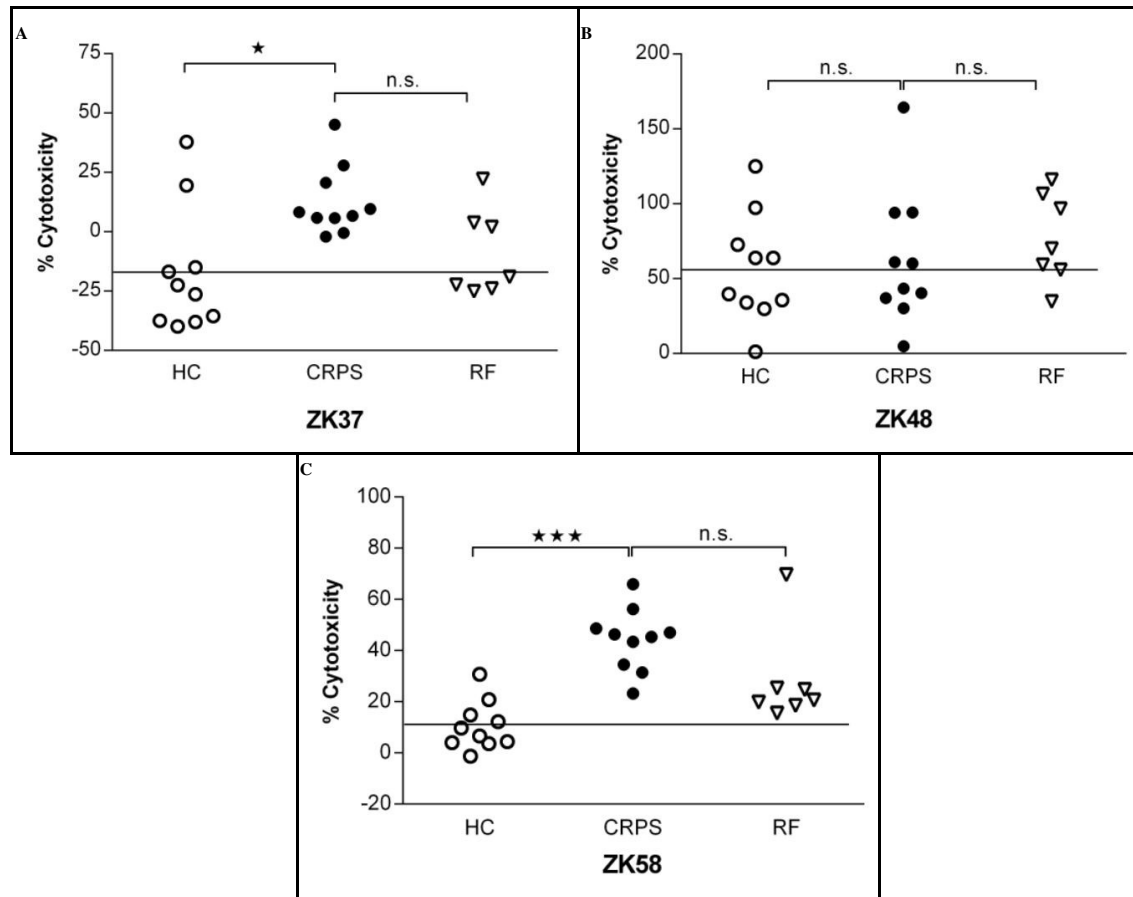 A
75
50
25
0
-25
-50
% Cytotoxicity
★
n.s.
HC CRPS RF
ZK37
B
200
150
100
50
0
% Cytotoxicity
n.s. n.s.
HC CRPS RF
ZK48
C
100
80
60
40
20
0
-20
% Cytotoxicity
★★★ n.s.
HC CRPS RF
ZK58